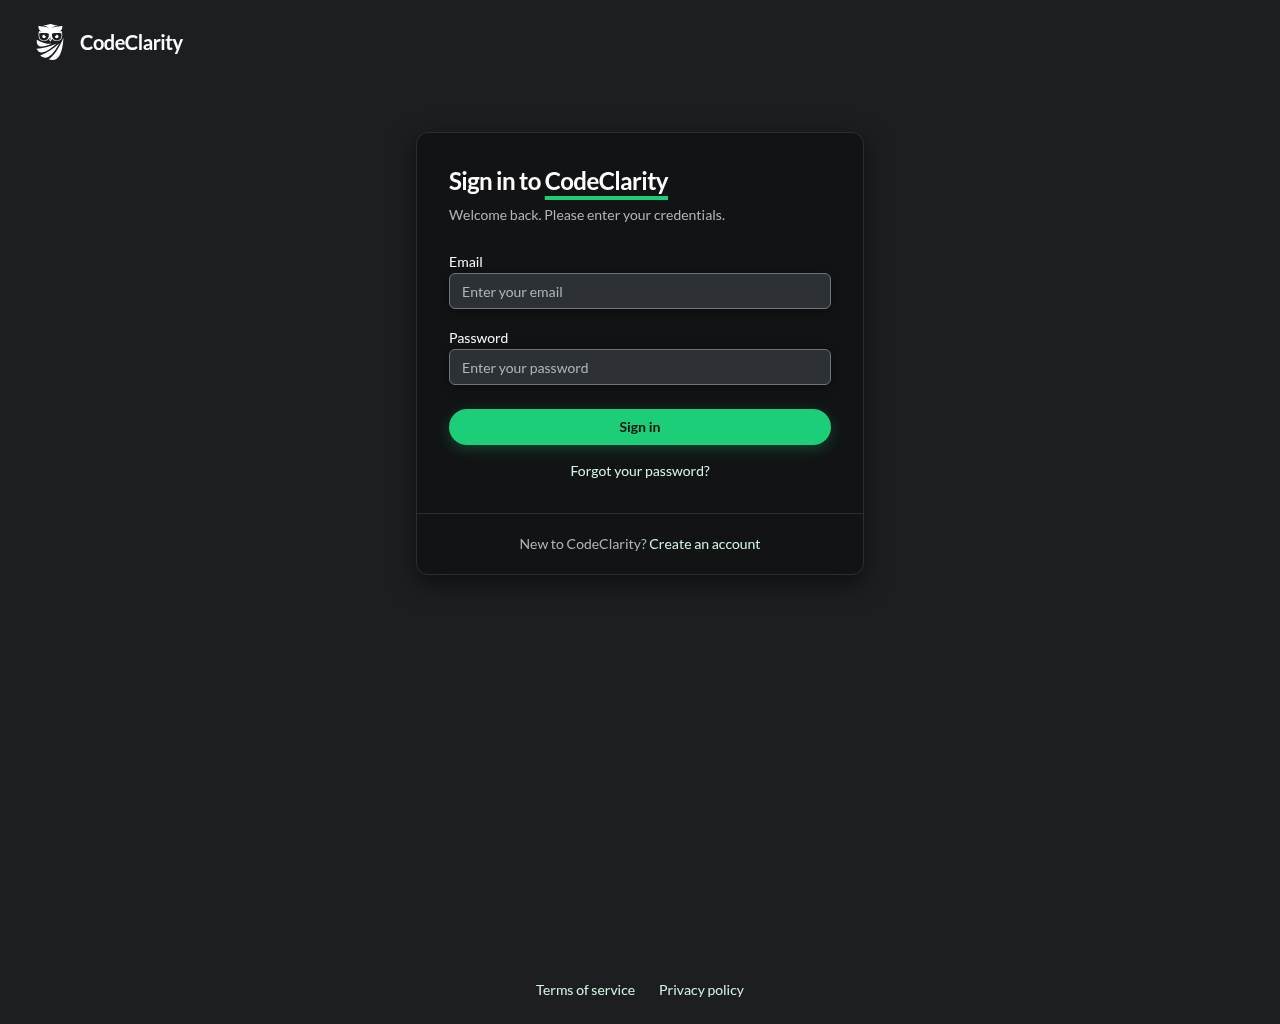 CodeClarity
Sign in to CodeClarity
Welcome back. Please enter your credentials.
Email
Enter your email
Password
Enter your password
Sign in
Forgot your password?
New to CodeClarity? Create an account
Terms of service
Privacy policy